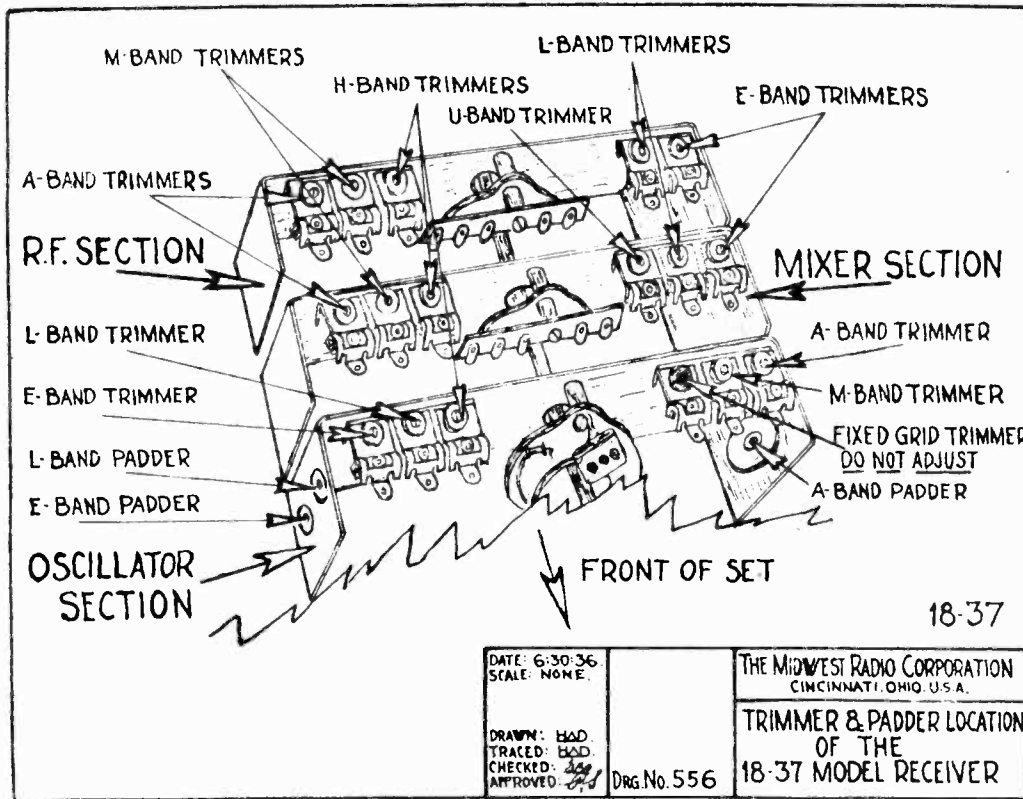 M-BAND TRIMMERS
L-BAND TRIMMERS
H-BAND TRIMMERS
E-BAND TRIMMERS
U-BAND TRIMMER
A-BAND TRIMMERS
R.F. SECTION
MIXER SECTION
L-BAND TRIMMER
A-BAND TRIMMER
E-BAND TRIMMER
M-BAND TRIMMER
FIXED GRID TRIMMER
DO NOT ADJUST
L-BAND PADDER
A-BAND PADDER
E-BAND PADDER
OSCILLATOR
SECTION
FRONT OF SET
18-37
DATE: 6:30:36.
SCALE: NONE.
DRAWN: HAD.
TRACED: HAD.
CHECKED:
APPROVED:
DRG. No. 556
THE MIDWEST RADIO CORPORATION
CINCINNATI, OHIO. U.S.A.
TRIMMER & PADDER LOCATION
OF THE
18-37 MODEL RECEIVER